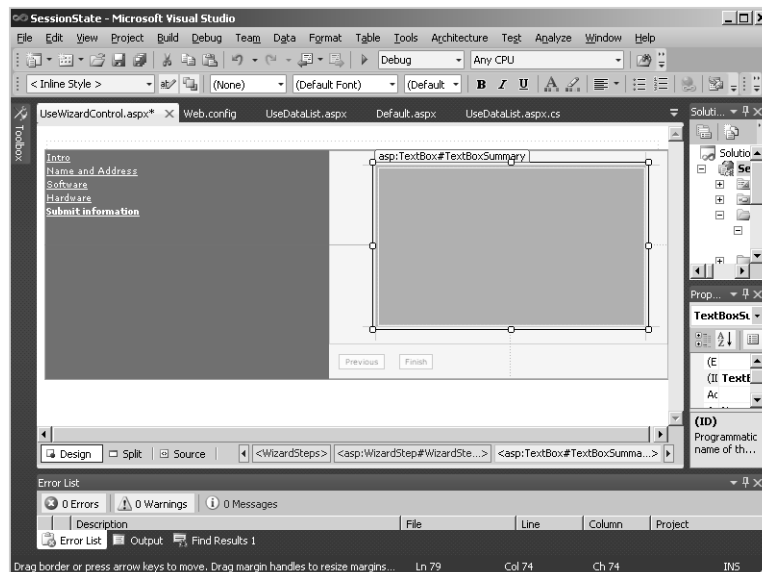 SessionState - Microsoft Visual Studio
File Edit View Project Build Debug Team Data Format Table Tools Architecture Test Analyze Window Help
Debug Any CPU
< Inline Style > (None) (Default Font) (Default B I U A
UseWizardControl.aspx* Web.config UseDataList.aspx Default.aspx UseDataList.aspx.cs
Soluti...
Toolbox
Solutio
Se
Intro
Name and Address
Software
Hardware
Submit information
asp:TextBox#TextBoxSummary
Previous Finish
Prop...
TextBoxSu
(E
(II TextE
Ac
(ID)
Programmatic
name of th...
Design Split Source <WizardSteps> <asp:WizardStep#WizardSte...> <asp:TextBox#TextBoxSumma...>
Error List
0 Errors 0 Warnings 0 Messages
Description File Line Column Project
Error List Output Find Results 1
Drag border or press arrow keys to move. Drag margin handles to resize margins... Ln 79 Col 74 Ch 74 INS